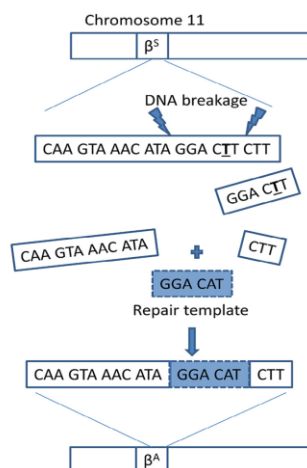 Chromosome 11
βS
DNA breakage
CAA GTA AAC ATA GGA CTT CTT
GGA CTT
CAA GTA AAC ATA
CTT
GGA CAT
Repair template
CAA GTA AAC ATA GGA CAT CTT
βA